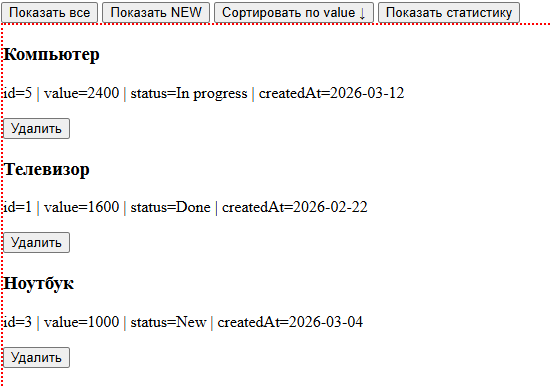 Показать все Показать NEW Сортировать по value ↓ Показать статистику
Компьютер
id=5 | value=2400 | status=In progress | createdAt=2026-03-12
Удалить
Телевизор
id=1 | value=1600 | status=Done | createdAt=2026-02-22
Удалить
Ноутбук
id=3 | value=1000 | status=New | createdAt=2026-03-04
Удалить